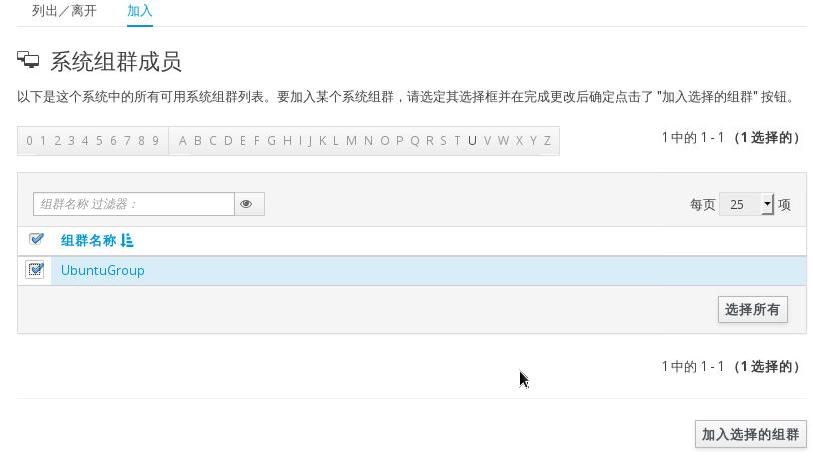 列出／离开 加入
系统组群成员
以下是这个系统中的所有可用系统组群列表。要加入某个系统组群，请选定其选择框并在完成更改后确定点击了 "加入选择的组群" 按钮。
0 1 2 3 4 5 6 7 8 9 A B C D E F G H I J K L M N O P Q R S T U V W X Y Z 1 中的 1 - 1 （1 选择的）
组群名称 过滤器： 每页 25 项
组群名称
UbuntuGroup
选择所有
1 中的 1 - 1 （1 选择的）
加入选择的组群